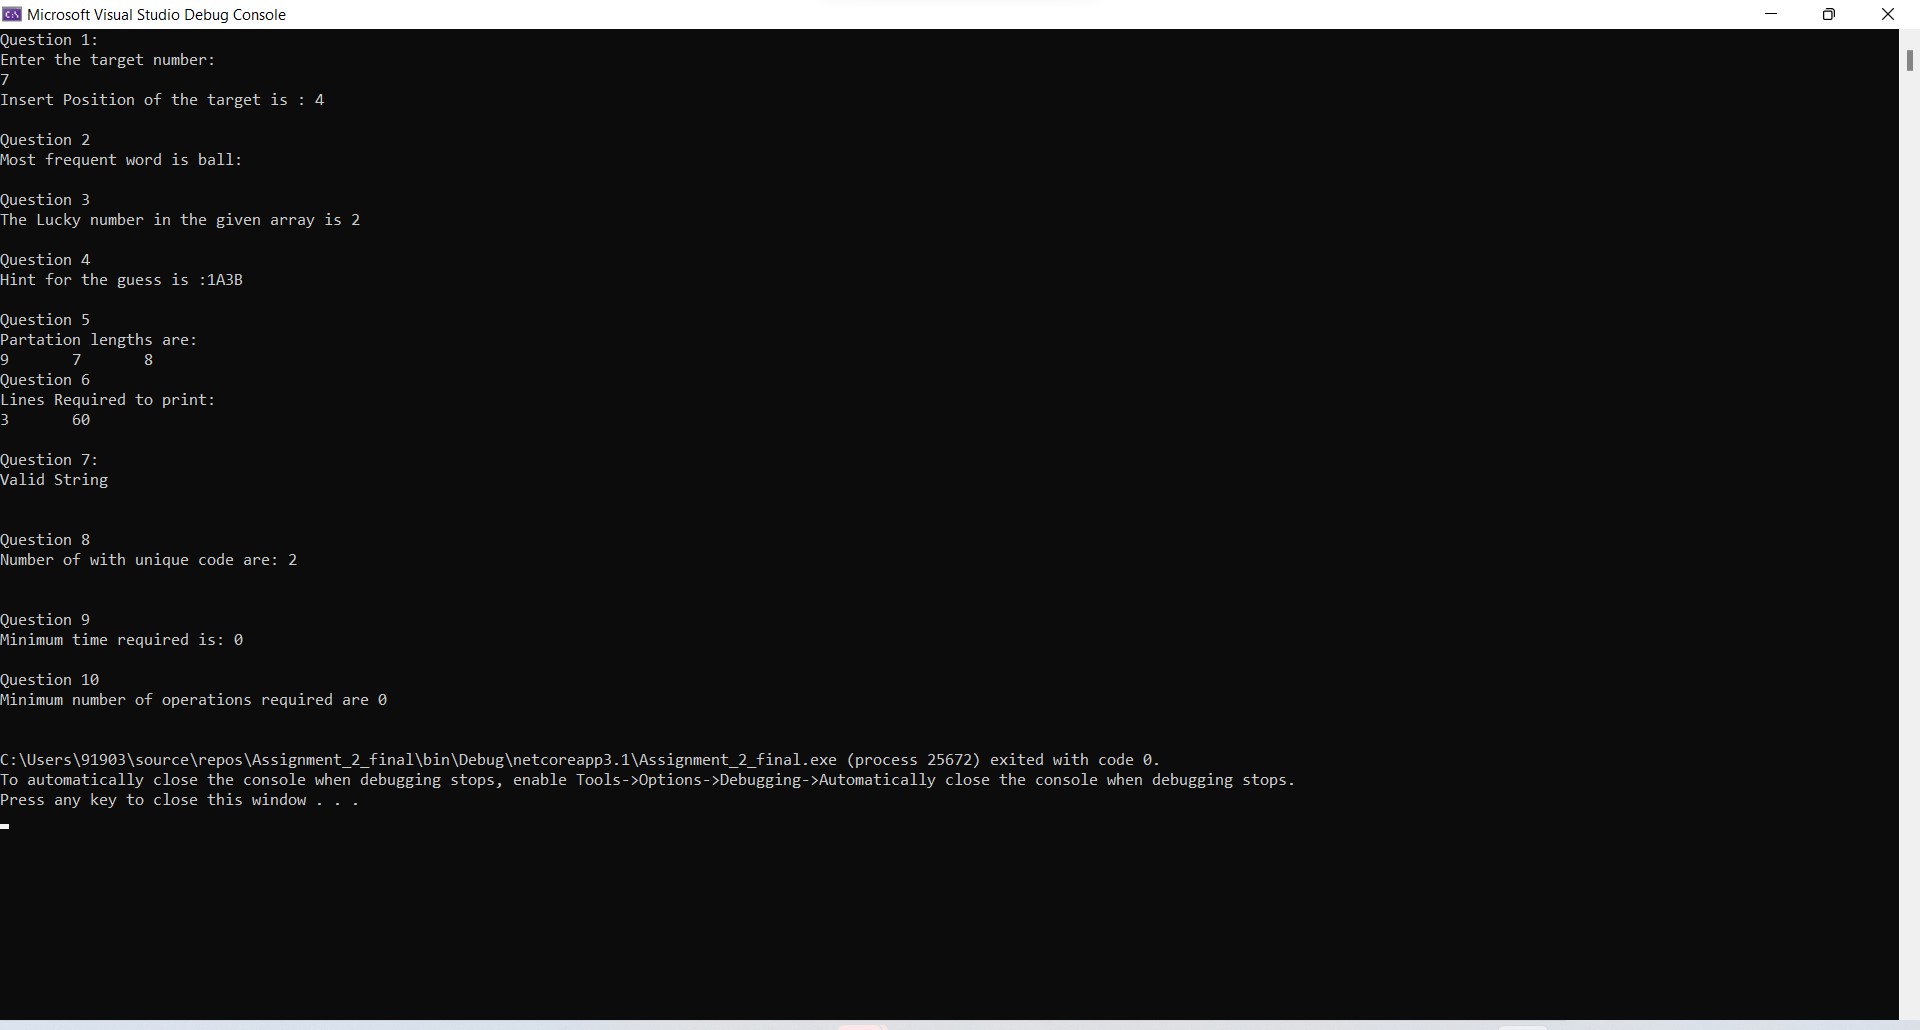 Microsoft Visual Studio Debug Console
Question 1:
Enter the target number:
7
Insert Position of the target is : 4
Question 2
Most frequent word is ball:
Question 3
The Lucky number in the given array is 2
Question 4
Hint for the guess is :1A3B
Question 5
Partation lengths are:
9 7 8
Question 6
Lines Required to print:
3 60
Question 7:
Valid String
Question 8
Number of with unique code are: 2
Question 9
Minimum time required is: 0
Question 10
Minimum number of operations required are 0
C:\Users\91903\source\repos\Assignment_2_final\bin\Debug\netcoreapp3.1\Assignment_2_final.exe (process 25672) exited with code 0.
To automatically close the console when debugging stops, enable Tools->Options->Debugging->Automatically close the console when debugging stops.
Press any key to close this window . . .